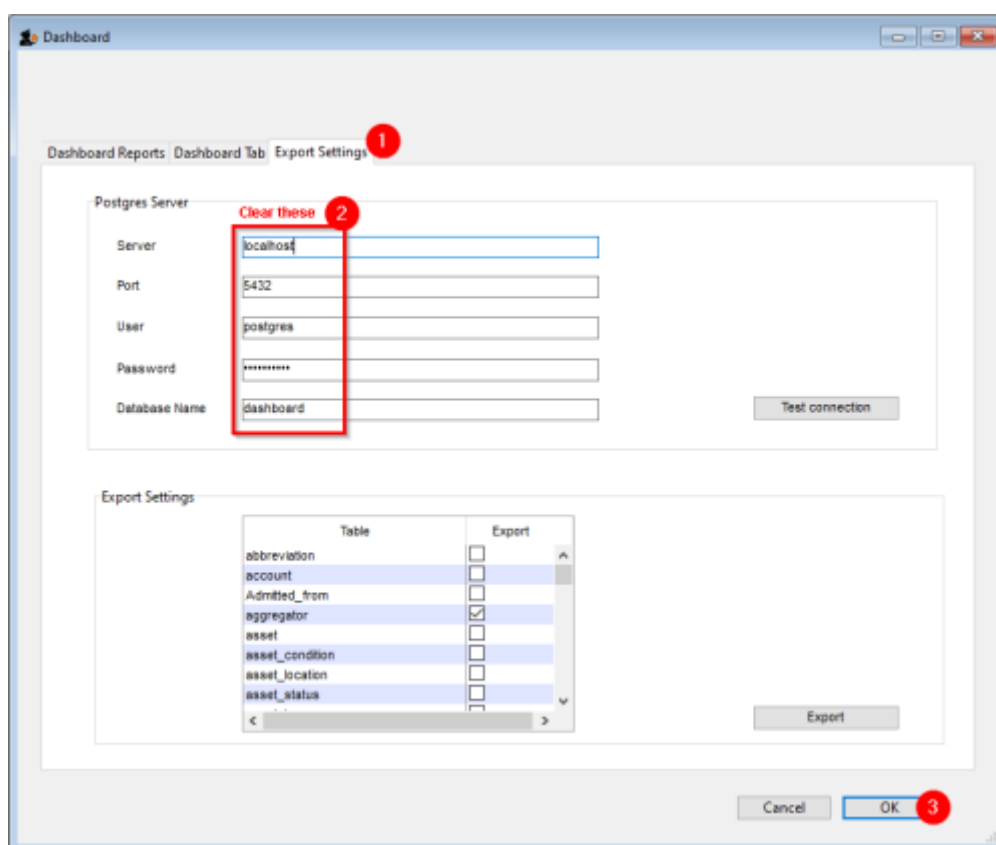 Dashboard
Dashboard Reports Dashboard Tab Export Settings 1
Postgres Server
Clear these 2
Server localhost
Port 5432
User postgres
Password ••••••••••
Database Name dashboard
Test connection
Export Settings
Table Export
abbreviation
account
Admitted_from
aggregator
asset
asset_condition
asset_location
asset_status
Export
Cancel OK 3